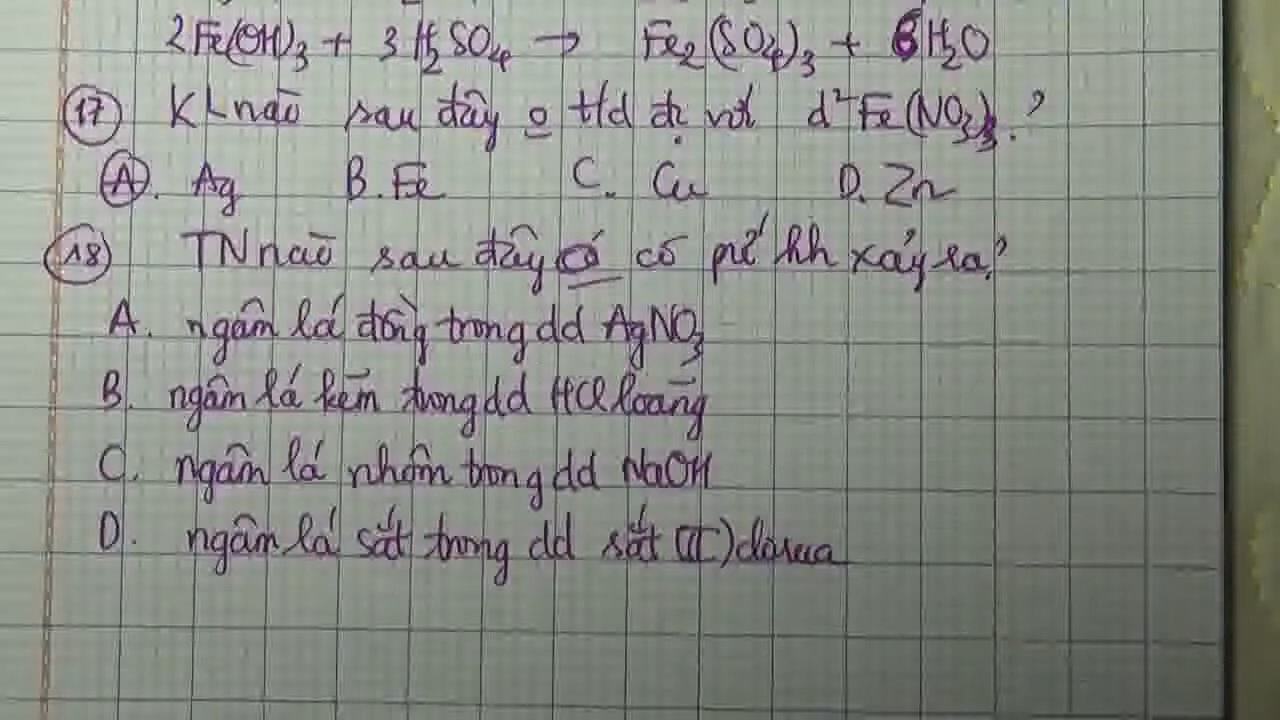 2Fe(OH)₃ + 3H₂SO₄ → Fe₂(SO₄)₃ + 6H₂O
17 KL nào sau đây o t/d đc với d² Fe(NO₃)₃?
A. Ag B. Fe C. Cu D. Zn
18 TN nào sau đây có pứ hh xảy ra?
A. ngâm lá đồng trong dd AgNO₃
B. ngâm lá kẽm trong dd HCl loãng
C. ngâm lá nhôm trong dd NaOH
D. ngâm lá sắt trong dd sắt (II) clorua